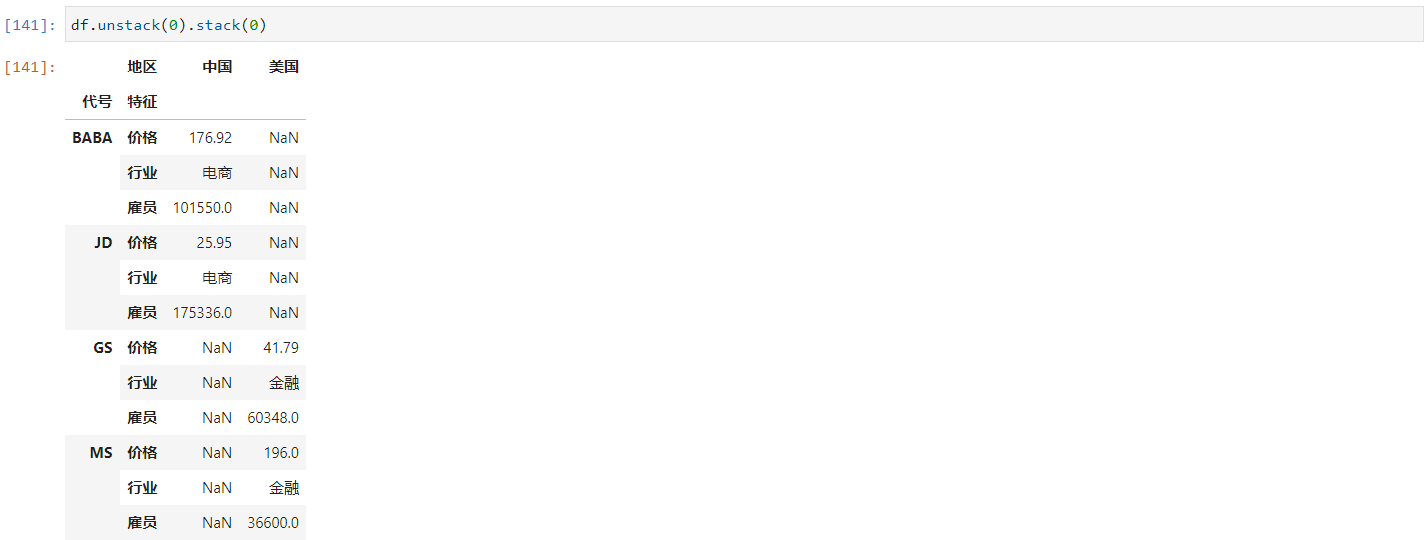 [141]: df.unstack(0).stack(0)
[141]: 地区 中国 美国
代号 特征
BABA 价格 176.92 NaN
行业 电商 NaN
雇员 101550.0 NaN
JD 价格 25.95 NaN
行业 电商 NaN
雇员 175336.0 NaN
GS 价格 NaN 41.79
行业 NaN 金融
雇员 NaN 60348.0
MS 价格 NaN 196.0
行业 NaN 金融
雇员 NaN 36600.0